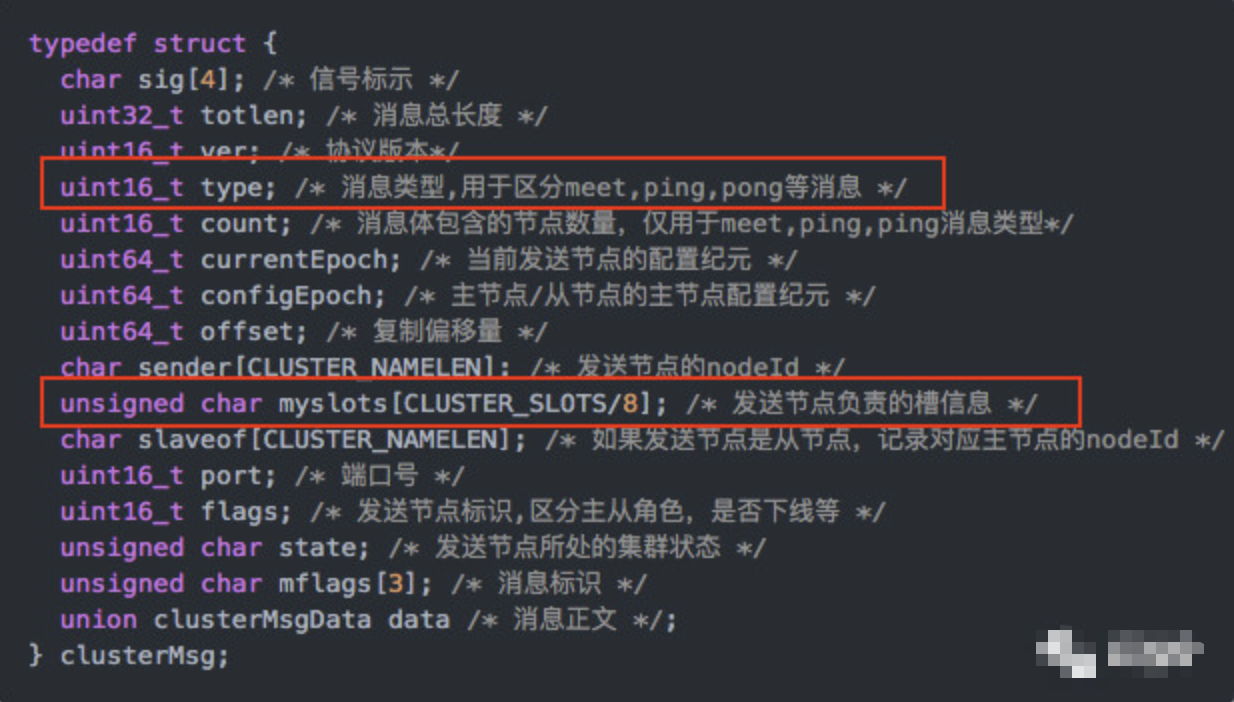 typedef struct {
char sig[4]; /* 信号标示 */
uint32_t totlen; /* 消息总长度 */
uint16_t ver; /* 协议版本*/
uint16_t type; /* 消息类型,用于区分meet,ping,pong等消息 */
uint16_t count; /* 消息体包含的节点数量，仅用于meet,ping,ping消息类型*/
uint64_t currentEpoch; /* 当前发送节点的配置纪元 */
uint64_t configEpoch; /* 主节点/从节点的主节点配置纪元 */
uint64_t offset; /* 复制偏移量 */
char sender[CLUSTER_NAMELEN]; /* 发送节点的nodeId */
unsigned char myslots[CLUSTER_SLOTS/8]; /* 发送节点负责的槽信息 */
char slaveof[CLUSTER_NAMELEN]; /* 如果发送节点是从节点，记录对应主节点的nodeId */
uint16_t port; /* 端口号 */
uint16_t flags; /* 发送节点标识,区分主从角色，是否下线等 */
unsigned char state; /* 发送节点所处的集群状态 */
unsigned char mflags[3]; /* 消息标识 */
union clusterMsgData data /* 消息正文 */;
} clusterMsg;